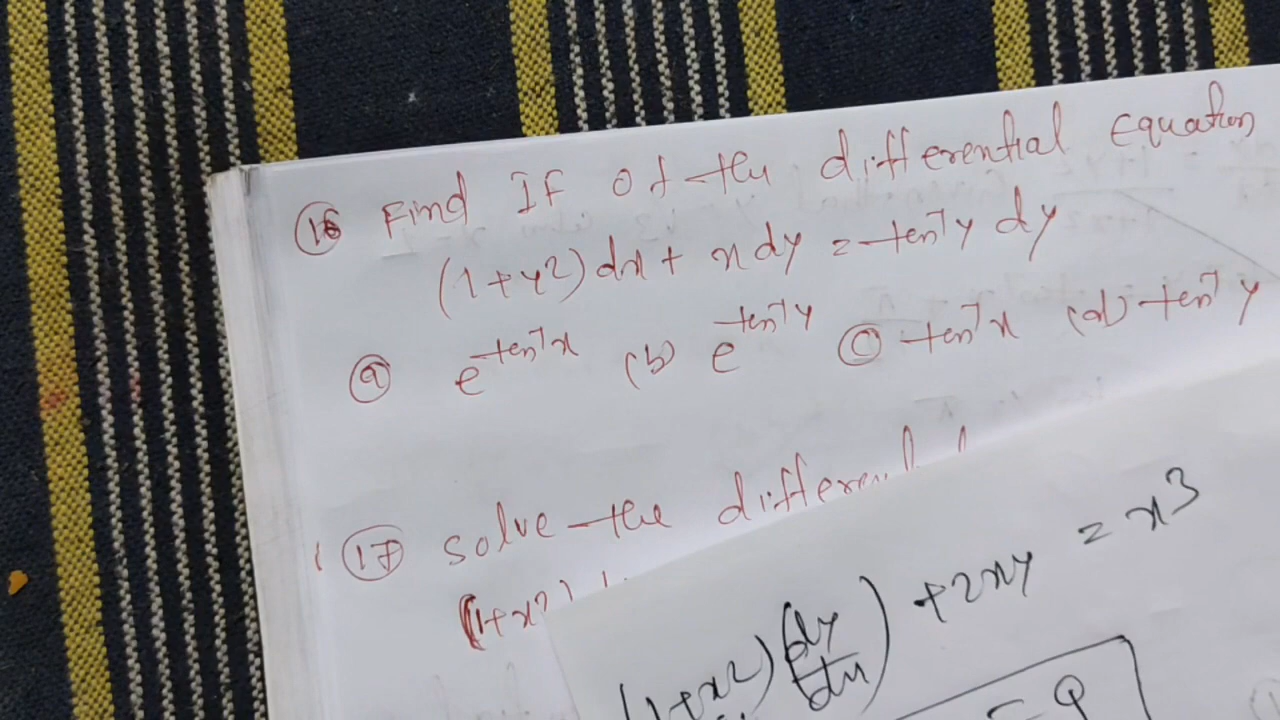 16 Find IF of the differential Equation
(1+y2) dx + x dy = tan⁻¹y dy
ⓐ e^tan⁻¹x (b) e^tan⁻¹y ⓒ tan⁻¹x (d) tan⁻¹y
17 solve the
(1+x2)
(1+x2) (dy/dx) + 2xy = x3
= Q